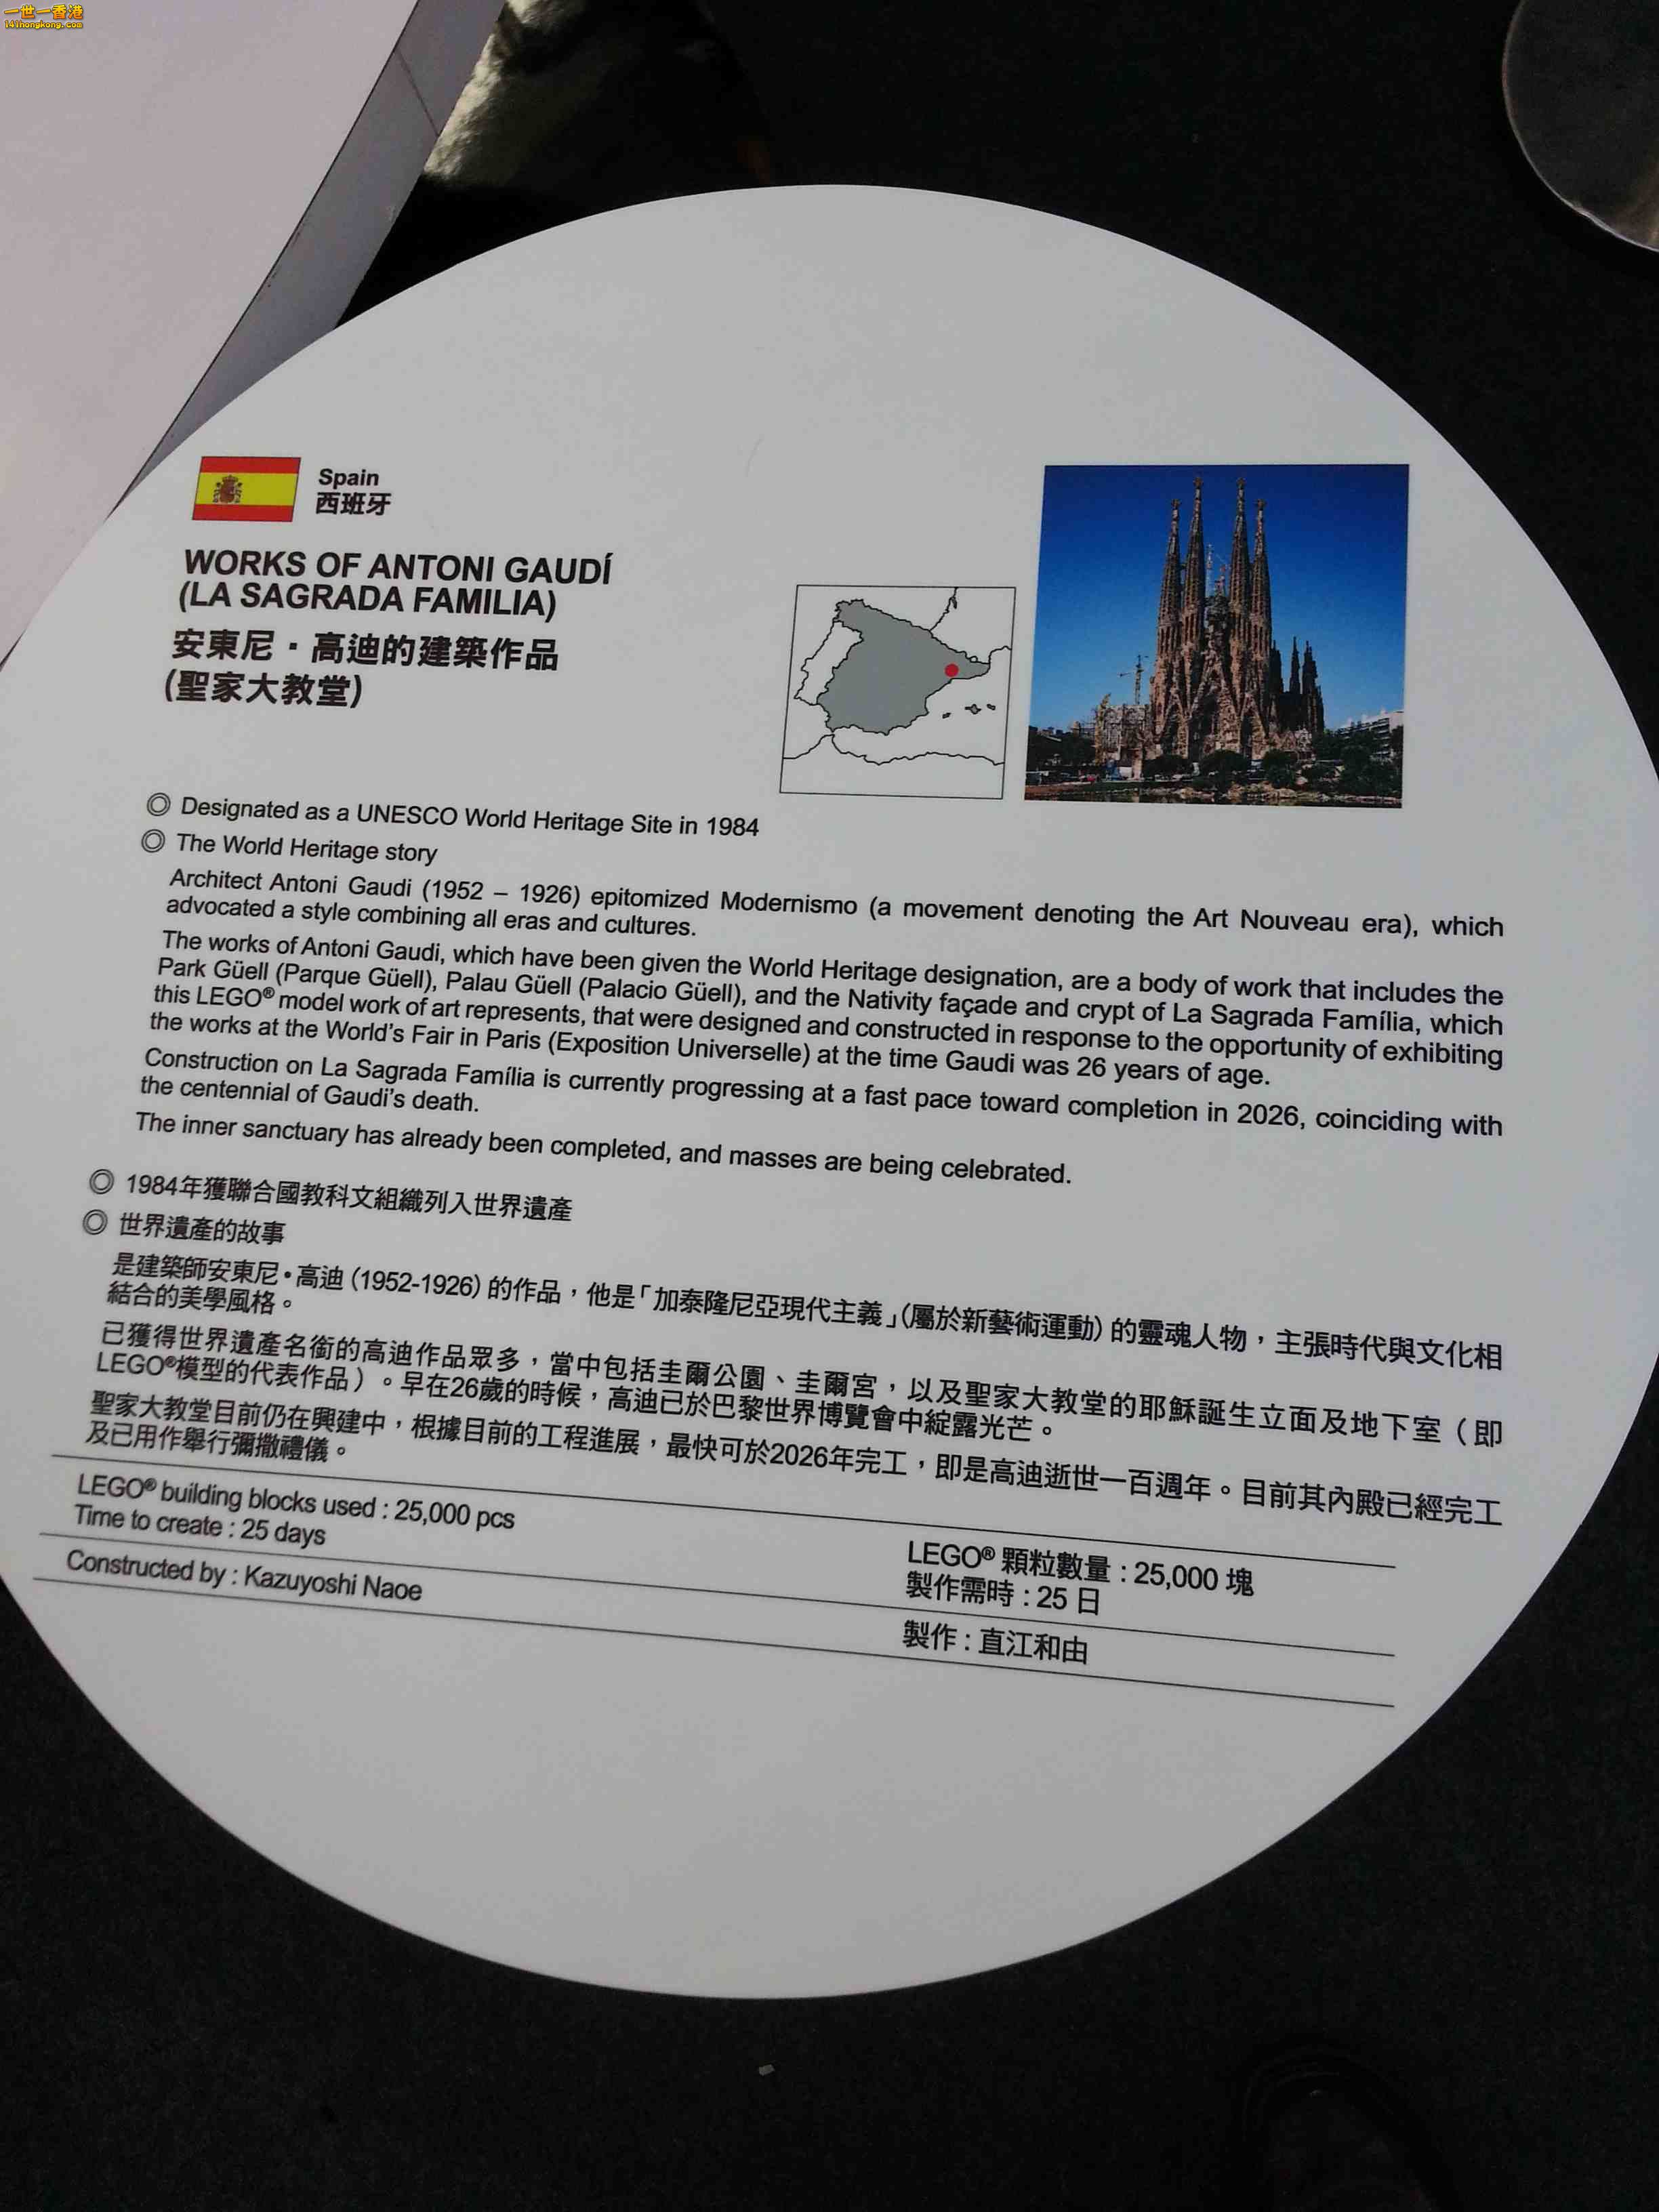 一世一香港
141hongkong.com
Spain
西班牙
WORKS OF ANTONI GAUDÍ
(LA SAGRADA FAMILIA)
安東尼・高迪的建築作品
(聖家大教堂)
◎ Designated as a UNESCO World Heritage Site in 1984
◎ The World Heritage story
Architect Antoni Gaudi (1952 – 1926) epitomized Modernismo (a movement denoting the Art Nouveau era), which
advocated a style combining all eras and cultures.
The works of Antoni Gaudi, which have been given the World Heritage designation, are a body of work that includes the
Park Güell (Parque Güell), Palau Güell (Palacio Güell), and the Nativity façade and crypt of La Sagrada Família, which
this LEGO® model work of art represents, that were designed and constructed in response to the opportunity of exhibiting
the works at the World's Fair in Paris (Exposition Universelle) at the time Gaudi was 26 years of age.
Construction on La Sagrada Família is currently progressing at a fast pace toward completion in 2026, coinciding with
the centennial of Gaudi's death.
The inner sanctuary has already been completed, and masses are being celebrated.
◎ 1984年獲聯合國教科文組織列入世界遺產
◎ 世界遺產的故事
是建築師安東尼•高迪 (1952-1926) 的作品，他是「加泰隆尼亞現代主義」(屬於新藝術運動) 的靈魂人物，主張時代與文化相
結合的美學風格。
已獲得世界遺產名銜的高迪作品眾多，當中包括圭爾公園、圭爾宮，以及聖家大教堂的耶穌誕生立面及地下室（即
LEGO®模型的代表作品）。早在26歲的時候，高迪已於巴黎世界博覽會中綻露光芒。
聖家大教堂目前仍在興建中，根據目前的工程進展，最快可於2026年完工，即是高迪逝世一百週年。目前其內殿已經完工
及已用作舉行彌撒禮儀。
LEGO® building blocks used : 25,000 pcs
Time to create : 25 days
LEGO® 顆粒數量 : 25,000 塊
製作需時 : 25 日
Constructed by : Kazuyoshi Naoe
製作 : 直江和由